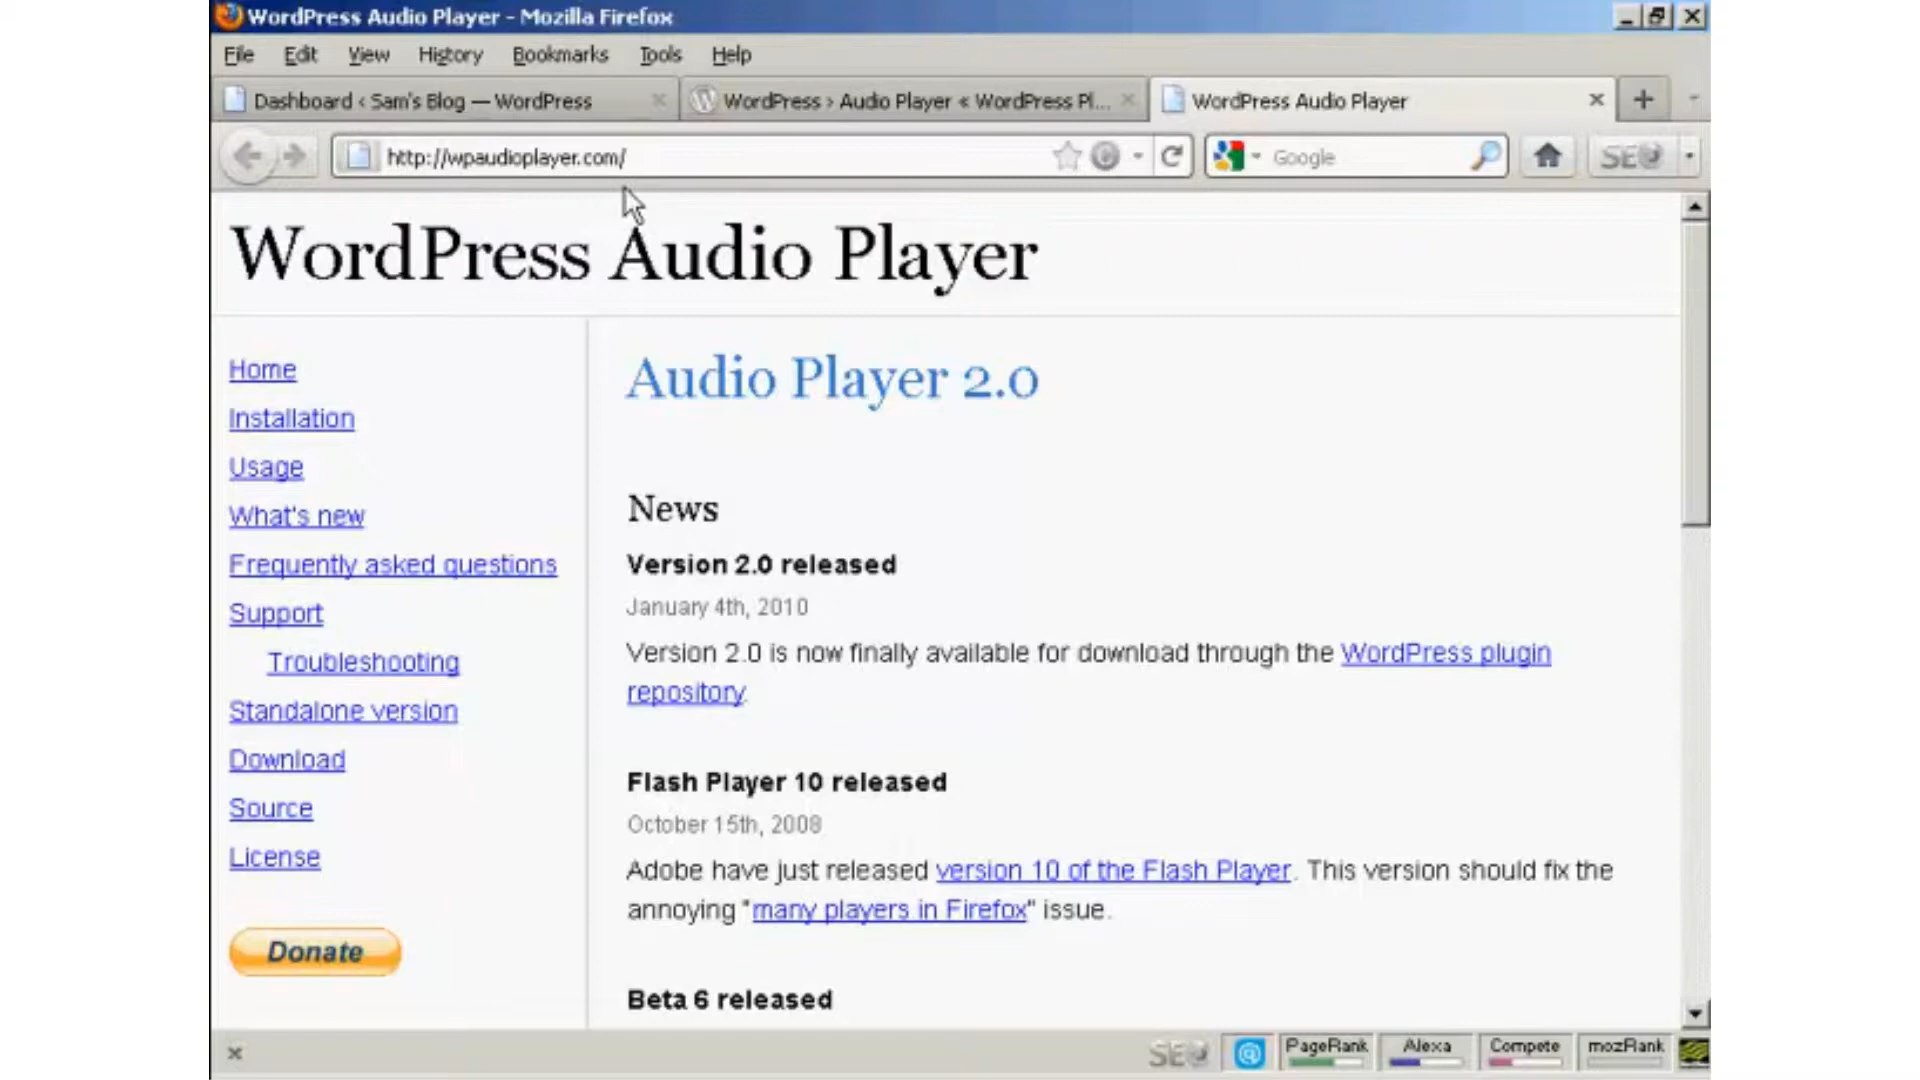 WordPress Audio Player - Mozilla Firefox
File Edit View History Bookmarks Tools Help
Dashboard ‹ Sam's Blog — WordPress
WordPress › Audio Player « WordPress Pl...
WordPress Audio Player
http://wpaudioplayer.com/
Google
SEO
WordPress Audio Player
Home
Installation
Usage
What's new
Frequently asked questions
Support
Troubleshooting
Standalone version
Download
Source
License
Donate
Audio Player 2.0
News
Version 2.0 released
January 4th, 2010
Version 2.0 is now finally available for download through the WordPress plugin
repository.
Flash Player 10 released
October 15th, 2008
Adobe have just released version 10 of the Flash Player. This version should fix the
annoying "many players in Firefox" issue.
Beta 6 released
SEO PageRank Alexa Compete mozRank